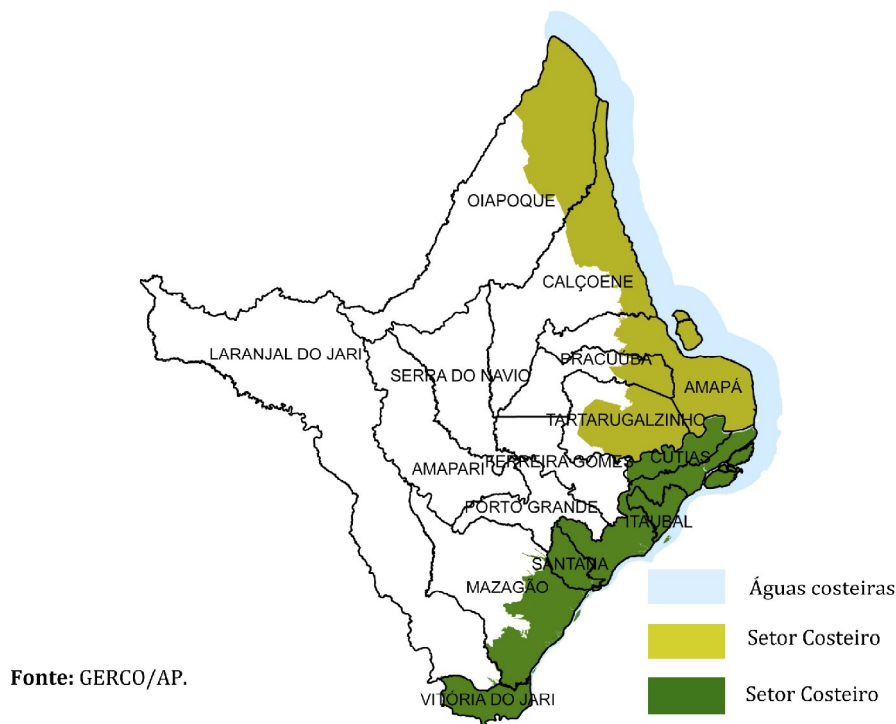 OIAPOQUE
CALÇOENE
LARANJAL DO JARI
SERRA DO NAVIO
PRACUÚBA
AMAPÁ
TARTARUGALZINHO
CUTIAS
AMAPARI
FERREIRA GOMES
PORTO GRANDE
ITAUBAL
SANTANA
MAZAGÃO
VITÓRIA DO JARI
Águas costeiras
Setor Costeiro
Setor Costeiro
Fonte: GERCO/AP.